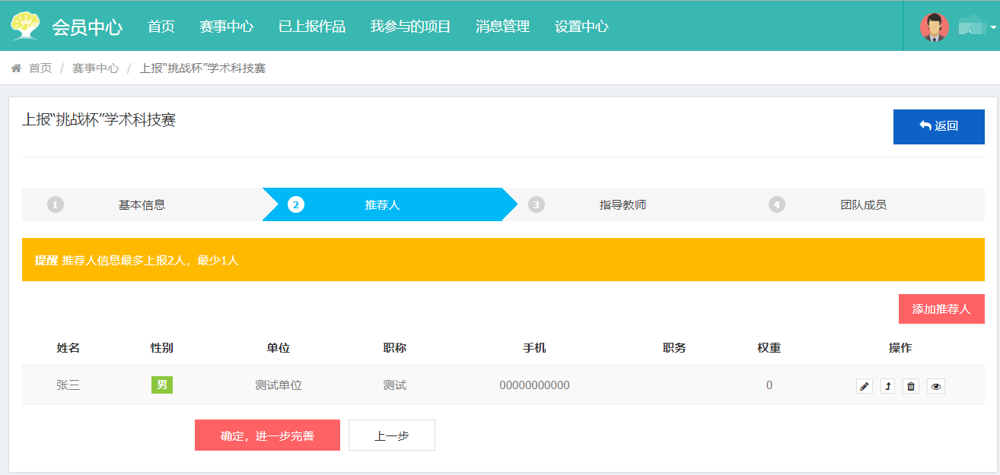 会员中心 首页 赛事中心 已上报作品 我参与的项目 消息管理 设置中心
首页 / 赛事中心 / 上报“挑战杯”学术科技赛
上报“挑战杯”学术科技赛
返回
1 基本信息 2 推荐人 3 指导教师 4 团队成员
提醒 推荐人信息最多上报2人，最少1人
添加推荐人
姓名 性别 单位 职称 手机 职务 权重 操作
张三 男 测试单位 测试 00000000000 0
确定，进一步完善 上一步